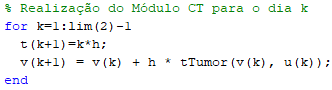 % Realização do Módulo CT para o dia k
for k=1:lim(2)-1
t(k+1)=k*h;
v(k+1) = v(k) + h * tTumor(v(k), u(k));
end